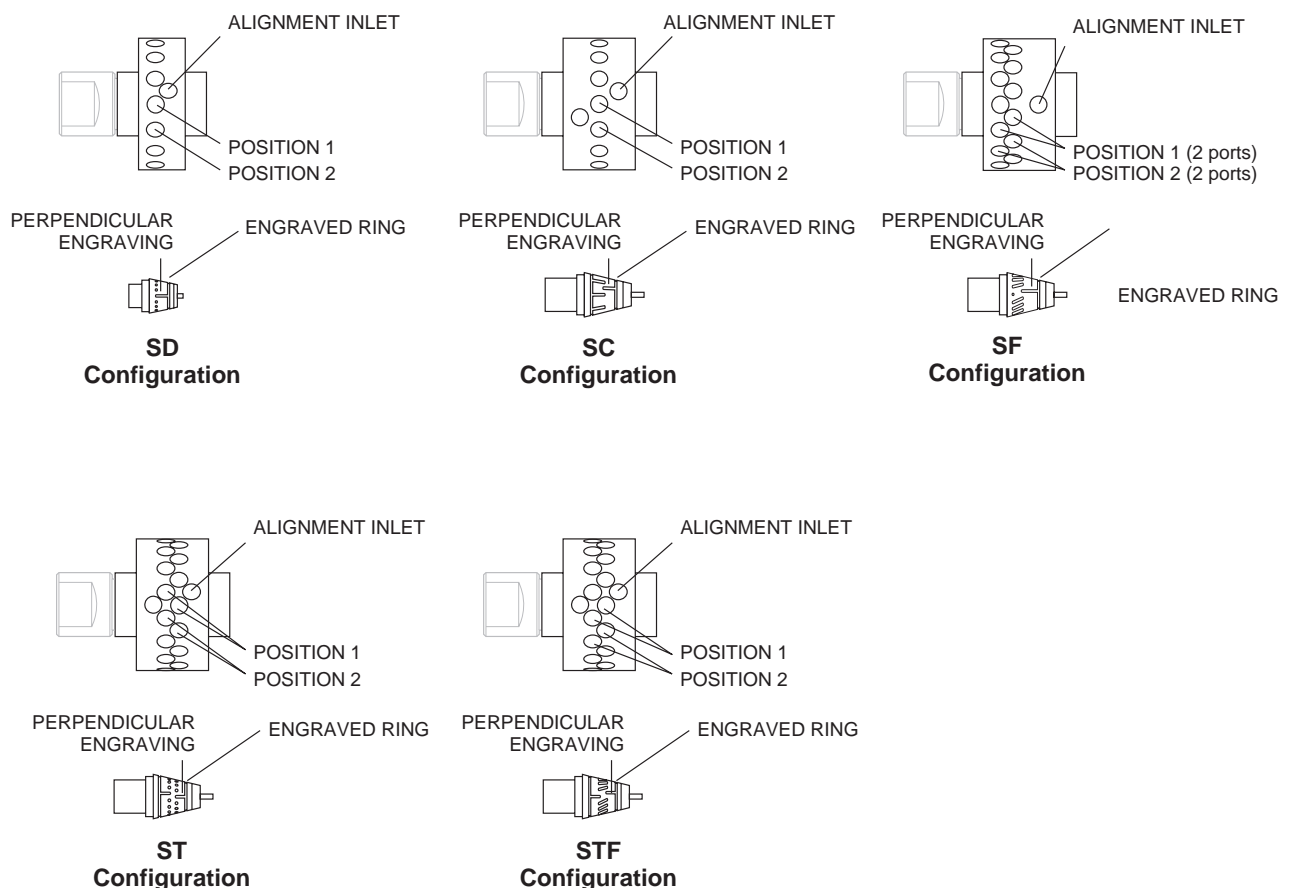 ALIGNMENT INLET
POSITION 1
POSITION 2
PERPENDICULAR
ENGRAVING
ENGRAVED RING
SD
Configuration
ALIGNMENT INLET
POSITION 1
POSITION 2
PERPENDICULAR
ENGRAVING
ENGRAVED RING
SC
Configuration
ALIGNMENT INLET
POSITION 1 (2 ports)
POSITION 2 (2 ports)
PERPENDICULAR
ENGRAVING
ENGRAVED RING
SF
Configuration
ALIGNMENT INLET
POSITION 1
POSITION 2
PERPENDICULAR
ENGRAVING
ENGRAVED RING
ST
Configuration
ALIGNMENT INLET
POSITION 1
POSITION 2
PERPENDICULAR
ENGRAVING
ENGRAVED RING
STF
Configuration